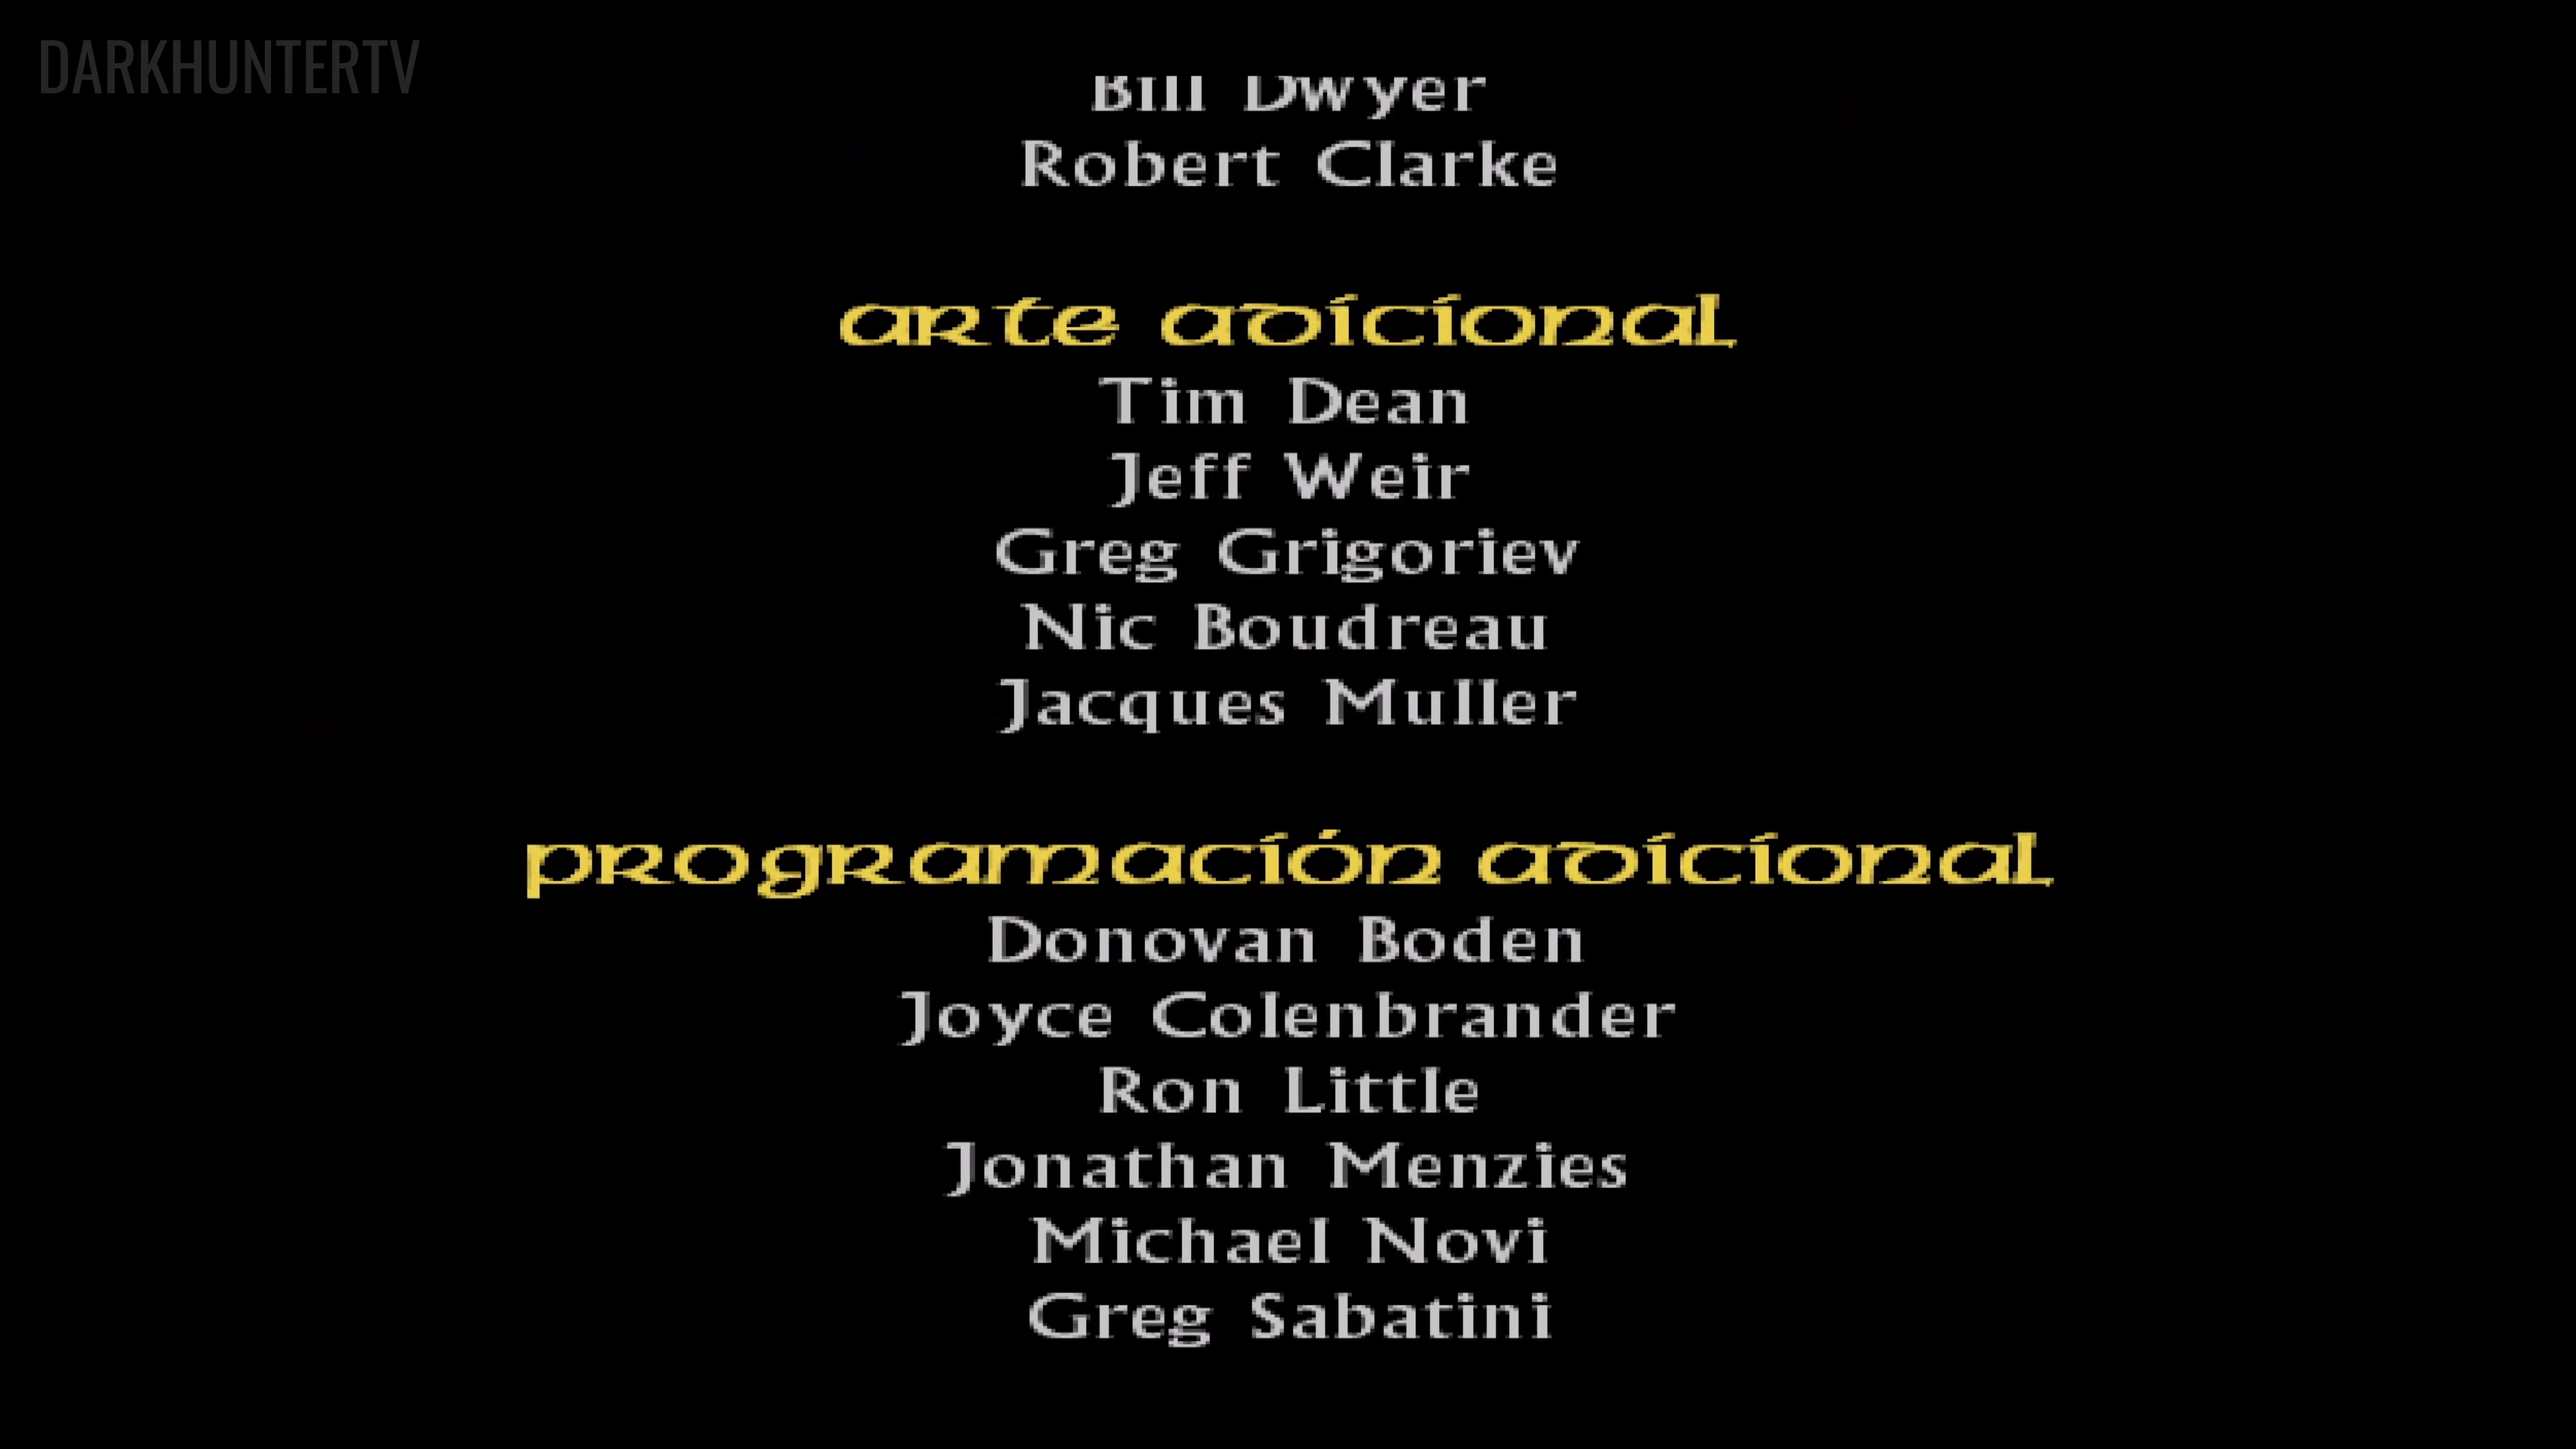 DARKHUNTERTV
Bill Dwyer
Robert Clarke
arte adicional
Tim Dean
Jeff Weir
Greg Grigoriev
Nic Boudreau
Jacques Muller
programación adicional
Donovan Boden
Joyce Colenbrander
Ron Little
Jonathan Menzies
Michael Novi
Greg Sabatini